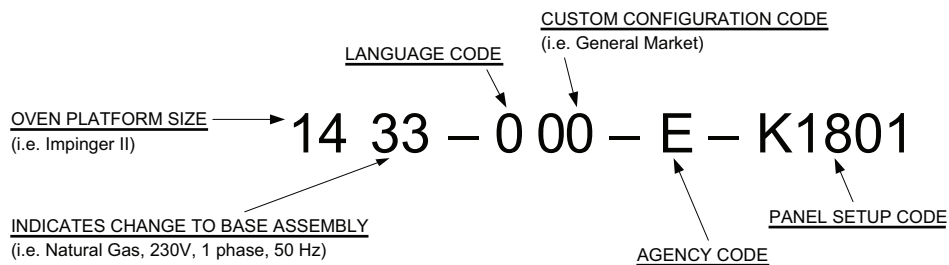 CUSTOM CONFIGURATION CODE
(i.e. General Market)
LANGUAGE CODE
OVEN PLATFORM SIZE
(i.e. Impinger II)
14 33 – 0 00 – E – K1801
INDICATES CHANGE TO BASE ASSEMBLY
(i.e. Natural Gas, 230V, 1 phase, 50 Hz)
PANEL SETUP CODE
AGENCY CODE